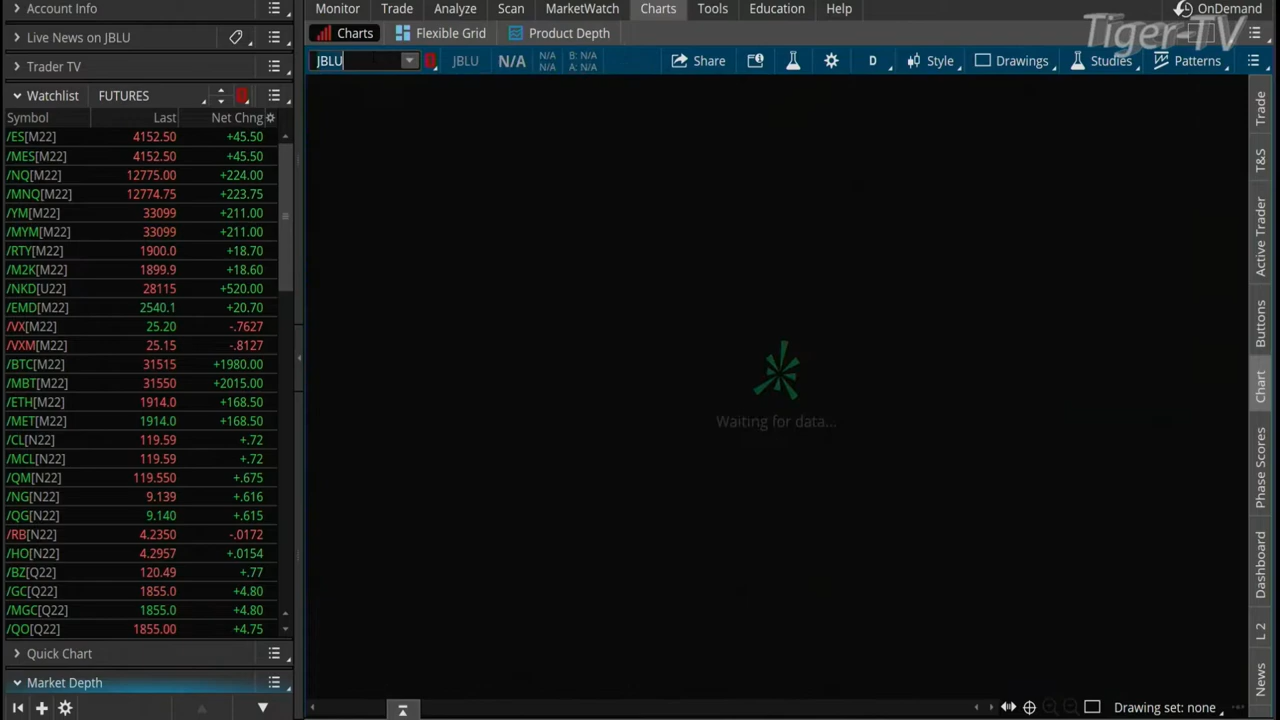 Account Info
Monitor Trade Analyze Scan MarketWatch Charts Tools Education Help
OnDemand
Tiger-TV
Live News on JBLU
Charts Flexible Grid Product Depth
Trader TV
JBLU JBLU N/A N/A N/A B: N/A A: N/A Share D Style Drawings Studies Patterns
Watchlist FUTURES
Symbol Last Net Chng
/ES[M22] 4152.50 +45.50
/MES[M22] 4152.50 +45.50
/NQ[M22] 12775.00 +224.00
/MNQ[M22] 12774.75 +223.75
/YM[M22] 33099 +211.00
/MYM[M22] 33099 +211.00
/RTY[M22] 1900.0 +18.70
/M2K[M22] 1899.9 +18.60
/NKD[U22] 28115 +520.00
/EMD[M22] 2540.1 +20.70
/VX[M22] 25.20 -.7627
/VXM[M22] 25.15 -.8127
/BTC[M22] 31515 +1980.00
/MBT[M22] 31550 +2015.00
/ETH[M22] 1914.0 +168.50
/MET[M22] 1914.0 +168.50
/CL[N22] 119.59 +.72
/MCL[N22] 119.59 +.72
/QM[N22] 119.550 +.675
/NG[N22] 9.139 +.616
/QG[N22] 9.140 +.615
/RB[N22] 4.2350 -.0172
/HO[N22] 4.2957 +.0154
/BZ[Q22] 120.49 +.77
/GC[Q22] 1855.0 +4.80
/MGC[Q22] 1855.0 +4.80
/QO[Q22] 1855.00 +4.75
Quick Chart
Market Depth
Waiting for data...
Trade
T&S
Active Trader
Buttons
Chart
Phase Scores
Dashboard
L 2
News
Drawing set: none